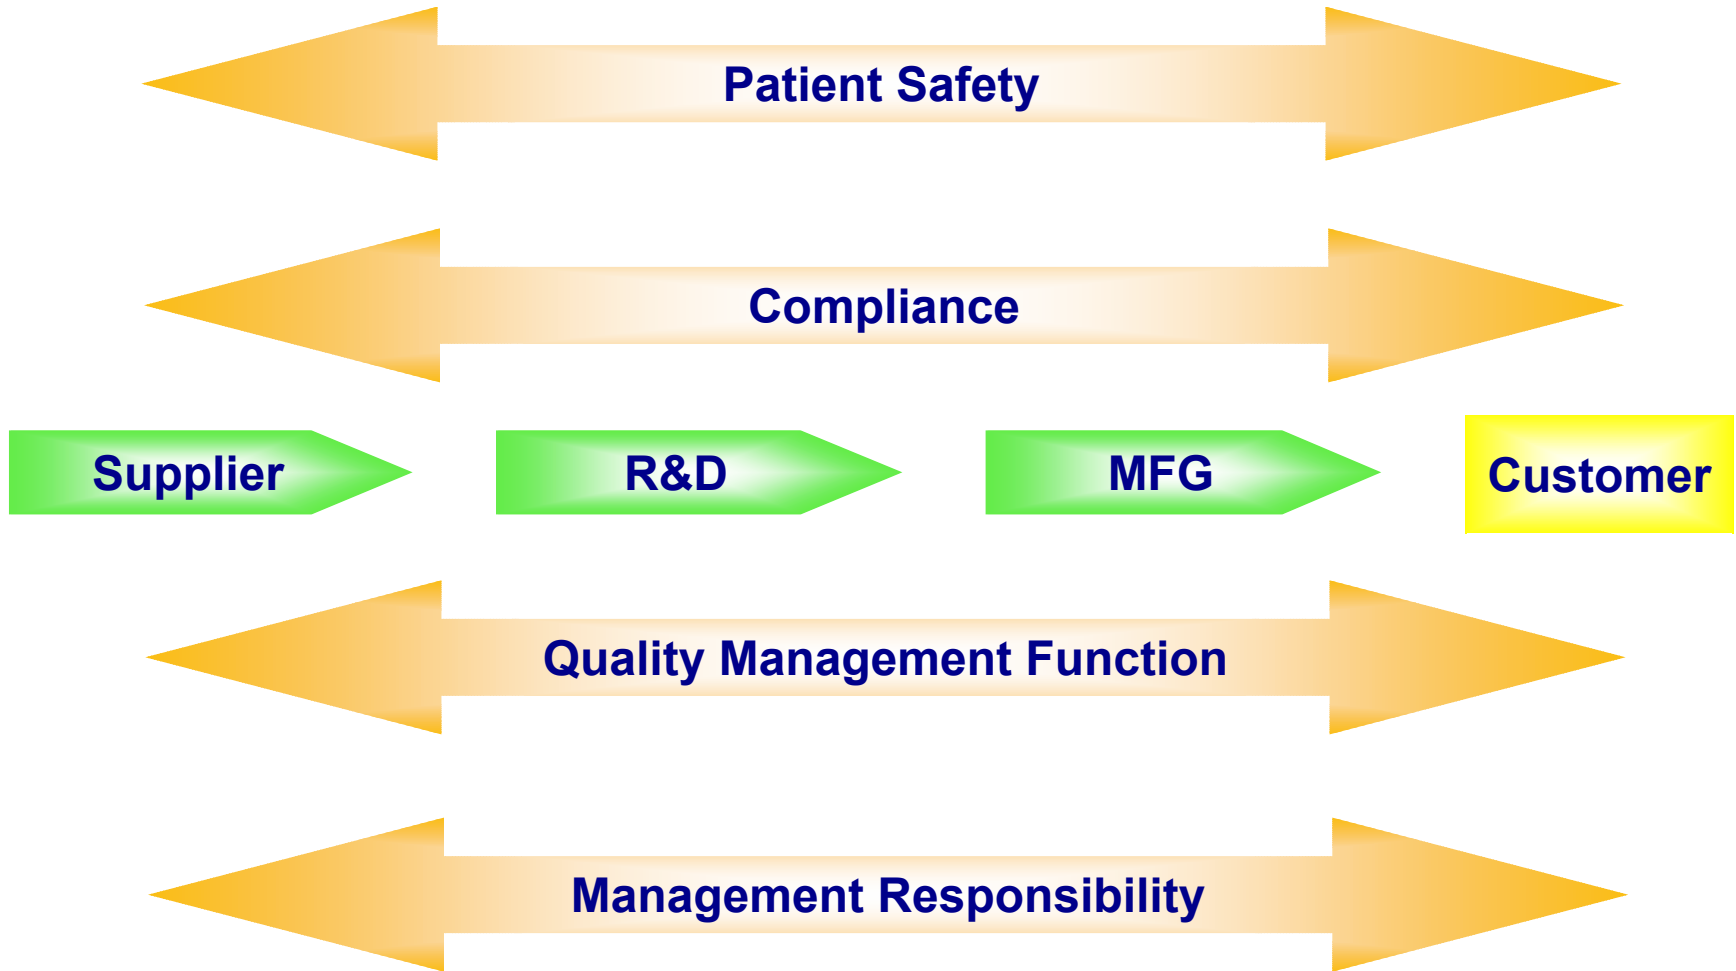 Patient Safety
Compliance
Supplier
R&D
MFG
Customer
Quality Management Function
Management Responsibility